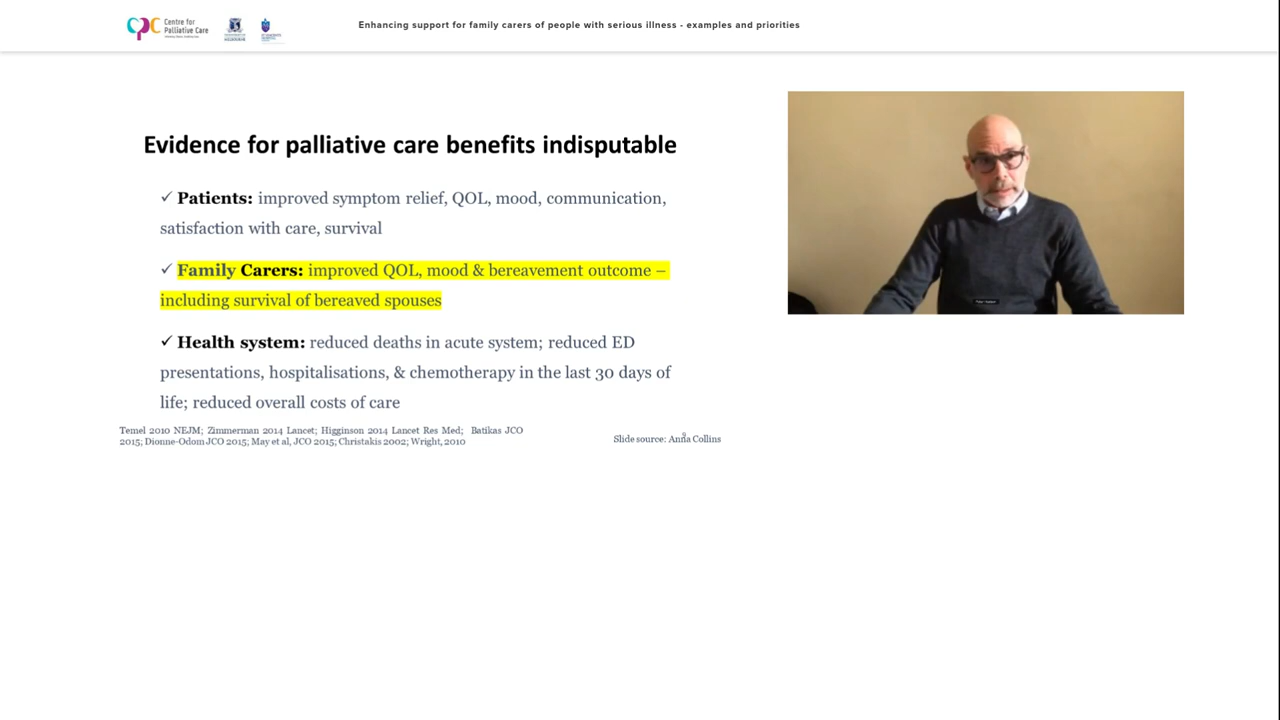 Centre for
Palliative Care
Enhancing support for family carers of people with serious illness - examples and priorities
Evidence for palliative care benefits indisputable
✓ Patients: improved symptom relief, QOL, mood, communication,
satisfaction with care, survival
✓ Family Carers: improved QOL, mood & bereavement outcome –
including survival of bereaved spouses
✓ Health system: reduced deaths in acute system; reduced ED
presentations, hospitalisations, & chemotherapy in the last 30 days of
life; reduced overall costs of care
Temel 2010 NEJM; Zimmerman 2014 Lancet; Higginson 2014 Lancet Res Med; Batikas JCO
2015; Dionne-Odom JCO 2015; May et al, JCO 2015; Christakis 2002; Wright, 2010
Slide source: Anna Collins